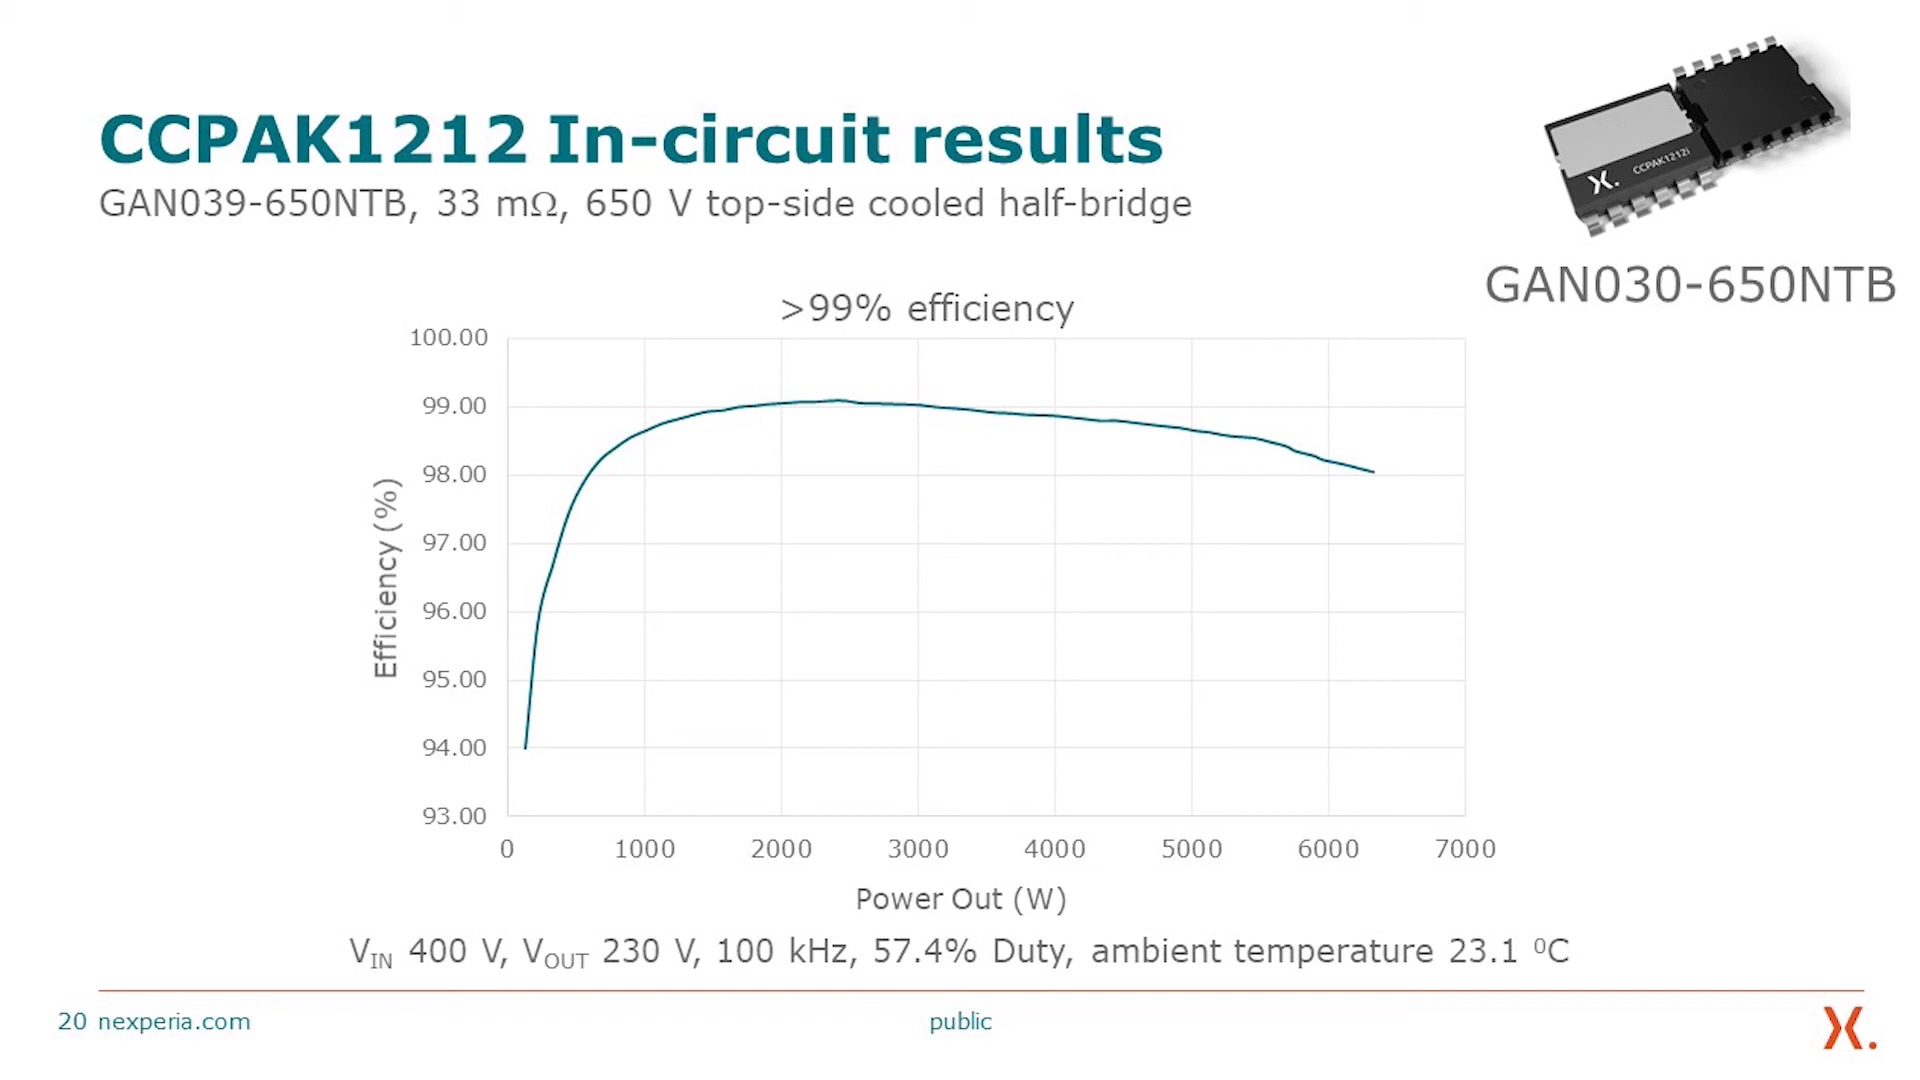 CCPAK1212 In-circuit results
GAN039-650NTB, 33 mΩ, 650 V top-side cooled half-bridge
X.
CCPAK1212i
GAN030-650NTB
>99% efficiency
100.00
99.00
98.00
97.00
96.00
95.00
94.00
93.00
Efficiency (%)
0 1000 2000 3000 4000 5000 6000 7000
Power Out (W)
VIN 400 V, VOUT 230 V, 100 kHz, 57.4% Duty, ambient temperature 23.1 ⁰C
20 nexperia.com
public
X.